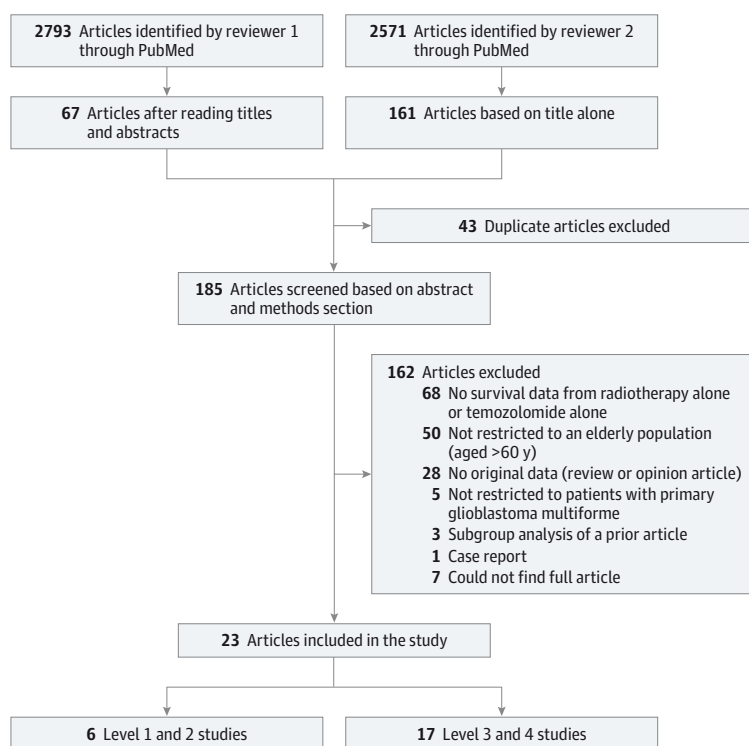 2793 Articles identified by reviewer 1
through PubMed
2571 Articles identified by reviewer 2
through PubMed
67 Articles after reading titles
and abstracts
161 Articles based on title alone
43 Duplicate articles excluded
185 Articles screened based on abstract
and methods section
162 Articles excluded
68 No survival data from radiotherapy alone
or temozolomide alone
50 Not restricted to an elderly population
(aged >60 y)
28 No original data (review or opinion article)
5 Not restricted to patients with primary
glioblastoma multiforme
3 Subgroup analysis of a prior article
1 Case report
7 Could not find full article
23 Articles included in the study
6 Level 1 and 2 studies
17 Level 3 and 4 studies